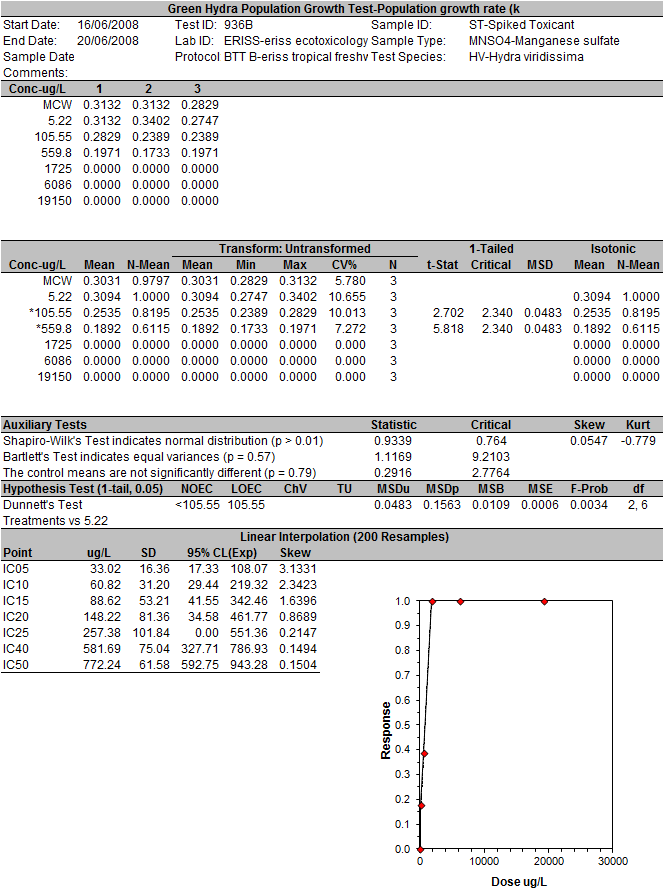 Green Hydra Population Growth Test-Population growth rate (k
Start Date: 16/06/2008 Test ID: 936B Sample ID: ST-Spiked Toxicant
End Date: 20/06/2008 Lab ID: ERISS-eriss ecotoxicology Sample Type: MNSO4-Manganese sulfate
Sample Date Protocol BTT B-eriss tropical freshv Test Species: HV-Hydra viridissima
Comments:
Conc-ug/L 1 2 3
MCW 0.3132 0.3132 0.2829
5.22 0.3132 0.3402 0.2747
105.55 0.2829 0.2389 0.2389
559.8 0.1971 0.1733 0.1971
1725 0.0000 0.0000 0.0000
6086 0.0000 0.0000 0.0000
19150 0.0000 0.0000 0.0000
Transform: Untransformed 1-Tailed Isotonic
Conc-ug/L Mean N-Mean Mean Min Max CV% N t-Stat Critical MSD Mean N-Mean
MCW 0.3031 0.9797 0.3031 0.2829 0.3132 5.780 3
5.22 0.3094 1.0000 0.3094 0.2747 0.3402 10.655 3 0.3094 1.0000
*105.55 0.2535 0.8195 0.2535 0.2389 0.2829 10.013 3 2.702 2.340 0.0483 0.2535 0.8195
*559.8 0.1892 0.6115 0.1892 0.1733 0.1971 7.272 3 5.818 2.340 0.0483 0.1892 0.6115
1725 0.0000 0.0000 0.0000 0.0000 0.0000 0.000 3 0.0000 0.0000
6086 0.0000 0.0000 0.0000 0.0000 0.0000 0.000 3 0.0000 0.0000
19150 0.0000 0.0000 0.0000 0.0000 0.0000 0.000 3 0.0000 0.0000
Auxiliary Tests Statistic Critical Skew Kurt
Shapiro-Wilk's Test indicates normal distribution (p > 0.01) 0.9339 0.764 0.0547 -0.779
Bartlett's Test indicates equal variances (p = 0.57) 1.1169 9.2103
The control means are not significantly different (p = 0.79) 0.2916 2.7764
Hypothesis Test (1-tail, 0.05) NOEC LOEC ChV TU MSDu MSDp MSB MSE F-Prob df
Dunnett's Test <105.55 105.55 0.0483 0.1563 0.0109 0.0006 0.0034 2, 6
Treatments vs 5.22
Linear Interpolation (200 Resamples)
Point ug/L SD 95% CL(Exp) Skew
IC05 33.02 16.36 17.33 108.07 3.1331
IC10 60.82 31.20 29.44 219.32 2.3423
IC15 88.62 53.21 41.55 342.46 1.6396
IC20 148.22 81.36 34.58 461.77 0.8689
IC25 257.38 101.84 0.00 551.36 0.2147
IC40 581.69 75.04 327.71 786.93 0.1494
IC50 772.24 61.58 592.75 943.28 0.1504
1.0
0.9
0.8
0.7
0.6
0.5
0.4
0.3
0.2
0.1
0.0
Response
0 10000 20000 30000
Dose ug/L